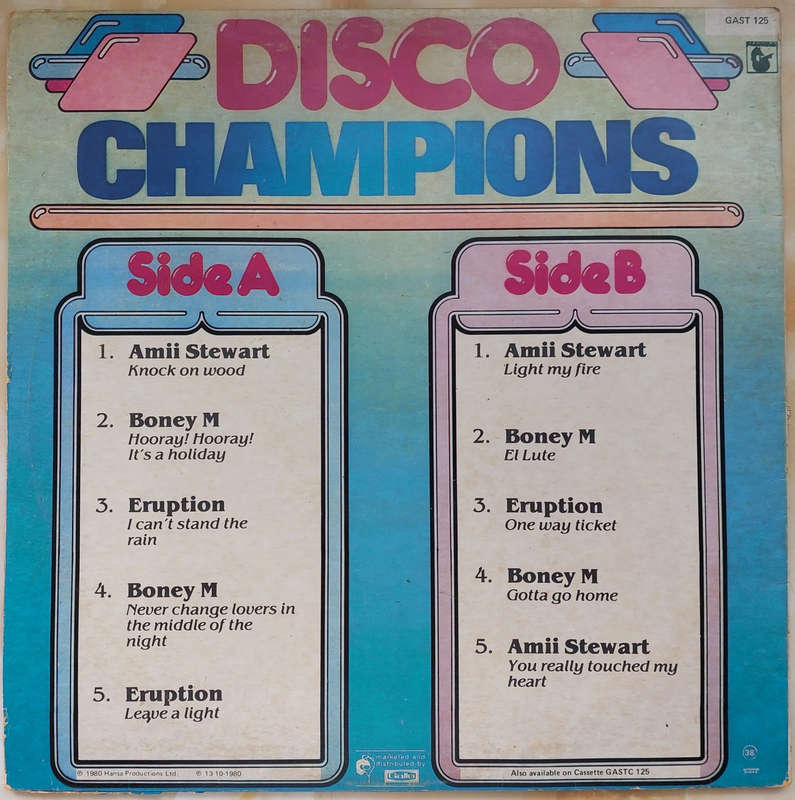 GAST 125
DISCO
CHAMPIONS
Side A
1. Amii Stewart
Knock on wood
2. Boney M
Hooray! Hooray!
It's a holiday
3. Eruption
I can't stand the
rain
4. Boney M
Never change lovers in
the middle of the
night
5. Eruption
Leave a light
Side B
1. Amii Stewart
Light my fire
2. Boney M
El Lute
3. Eruption
One way ticket
4. Boney M
Gotta go home
5. Amii Stewart
You really touched my
heart
℗ 1980 Hansa Productions Ltd. ℗ 13-10-1980
marketed and
distributed by
Gallo
Also available on Cassette GASTC 125
38